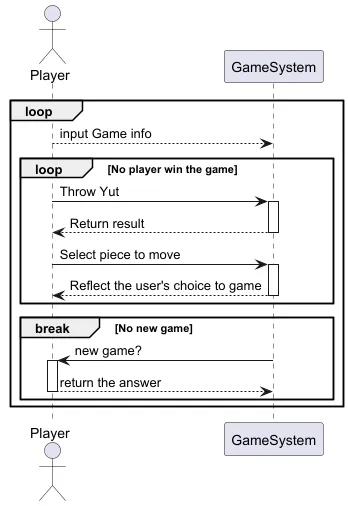 Player
GameSystem
loop
input Game info
loop [No player win the game]
Throw Yut
Return result
Select piece to move
Reflect the user's choice to game
break [No new game]
new game?
return the answer
Player
GameSystem